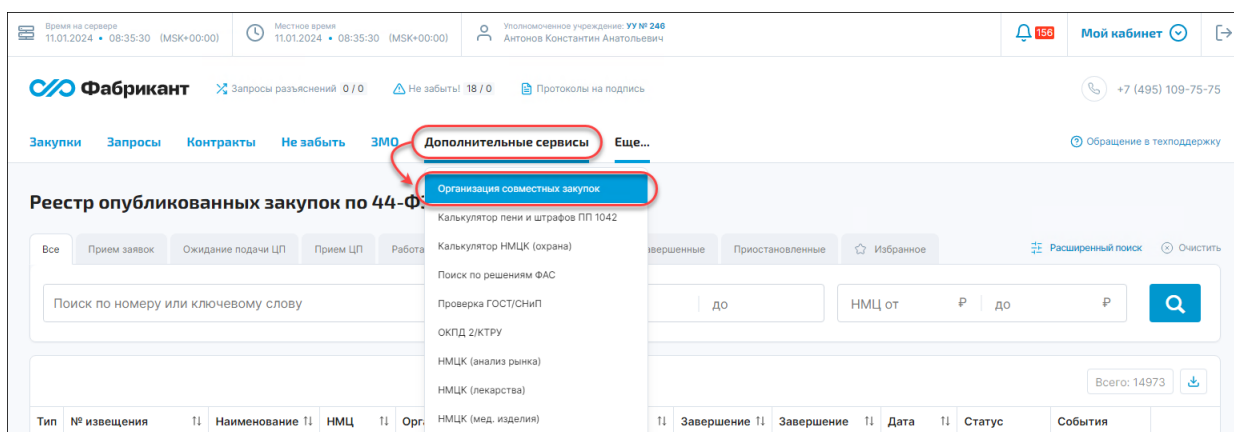 Время на сервере
11.01.2024 • 08:35:30 (MSK+00:00)
Местное время
11.01.2024 • 08:35:30 (MSK+00:00)
Уполномоченное учреждение: УУ № 246
Антонов Константин Анатольевич
156
Мой кабинет
Фабрикант
Запросы разъяснений 0 / 0
Не забыть! 18 / 0
Протоколы на подпись
+7 (495) 109-75-75
Закупки Запросы Контракты Не забыть ЗМО Дополнительные сервисы Еще...
Обращение в техподдержку
Организация совместных закупок
Реестр опубликованных закупок по 44-Ф
Калькулятор пени и штрафов ПП 1042
Все Прием заявок Ожидание подачи ЦП Прием ЦП Работа
Калькулятор НМЦК (охрана)
авершенные Приостановленные Избранное
Расширенный поиск Очистить
Поиск по решениям ФАС
Поиск по номеру или ключевому слову
Проверка ГОСТ/СНиП
до
НМЦ от ₽ до ₽
ОКПД 2/КТРУ
НМЦК (анализ рынка)
Всего: 14973
НМЦК (лекарства)
НМЦК (мед. изделия)
Тип № извещения Наименование НМЦ Орг Завершение Завершение Дата Статус События